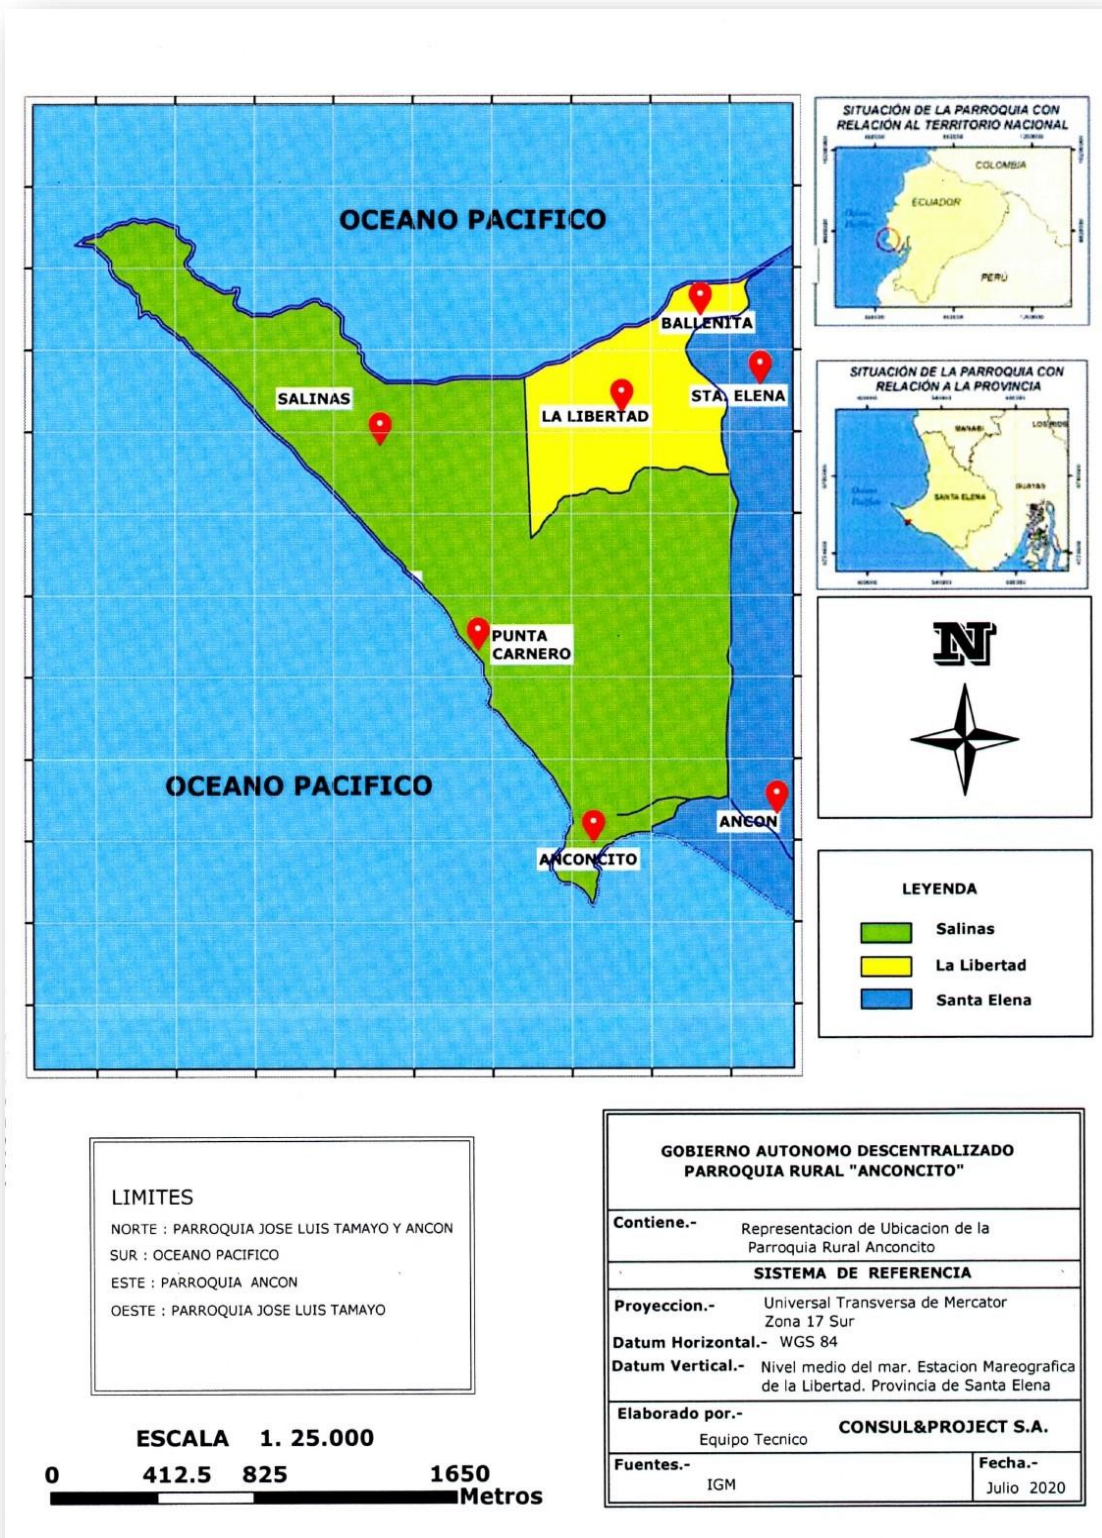 OCEANO PACIFICO
SALINAS
BALLENITA
LA LIBERTAD
STA. ELENA
PUNTA
CARNERO
OCEANO PACIFICO
ANCON
ANCONCITO
SITUACIÓN DE LA PARROQUIA CON
RELACIÓN AL TERRITORIO NACIONAL
COLOMBIA
ECUADOR
PERÚ
SITUACIÓN DE LA PARROQUIA CON
RELACIÓN A LA PROVINCIA
MANABI
LOS RIOS
SANTA ELENA
GUAYAS
N
LEYENDA
Salinas
La Libertad
Santa Elena
LIMITES
NORTE : PARROQUIA JOSE LUIS TAMAYO Y ANCON
SUR : OCEANO PACIFICO
ESTE : PARROQUIA ANCON
OESTE : PARROQUIA JOSE LUIS TAMAYO
ESCALA 1. 25.000
0 412.5 825 1650
Metros
GOBIERNO AUTONOMO DESCENTRALIZADO
PARROQUIA RURAL "ANCONCITO"
Contiene.- Representacion de Ubicacion de la
Parroquia Rural Anconcito
SISTEMA DE REFERENCIA
Proyeccion.- Universal Transversa de Mercator
Zona 17 Sur
Datum Horizontal.- WGS 84
Datum Vertical.- Nivel medio del mar. Estacion Mareografica
de la Libertad. Provincia de Santa Elena
Elaborado por.- CONSUL&PROJECT S.A.
Equipo Tecnico
Fuentes.- Fecha.-
IGM Julio 2020